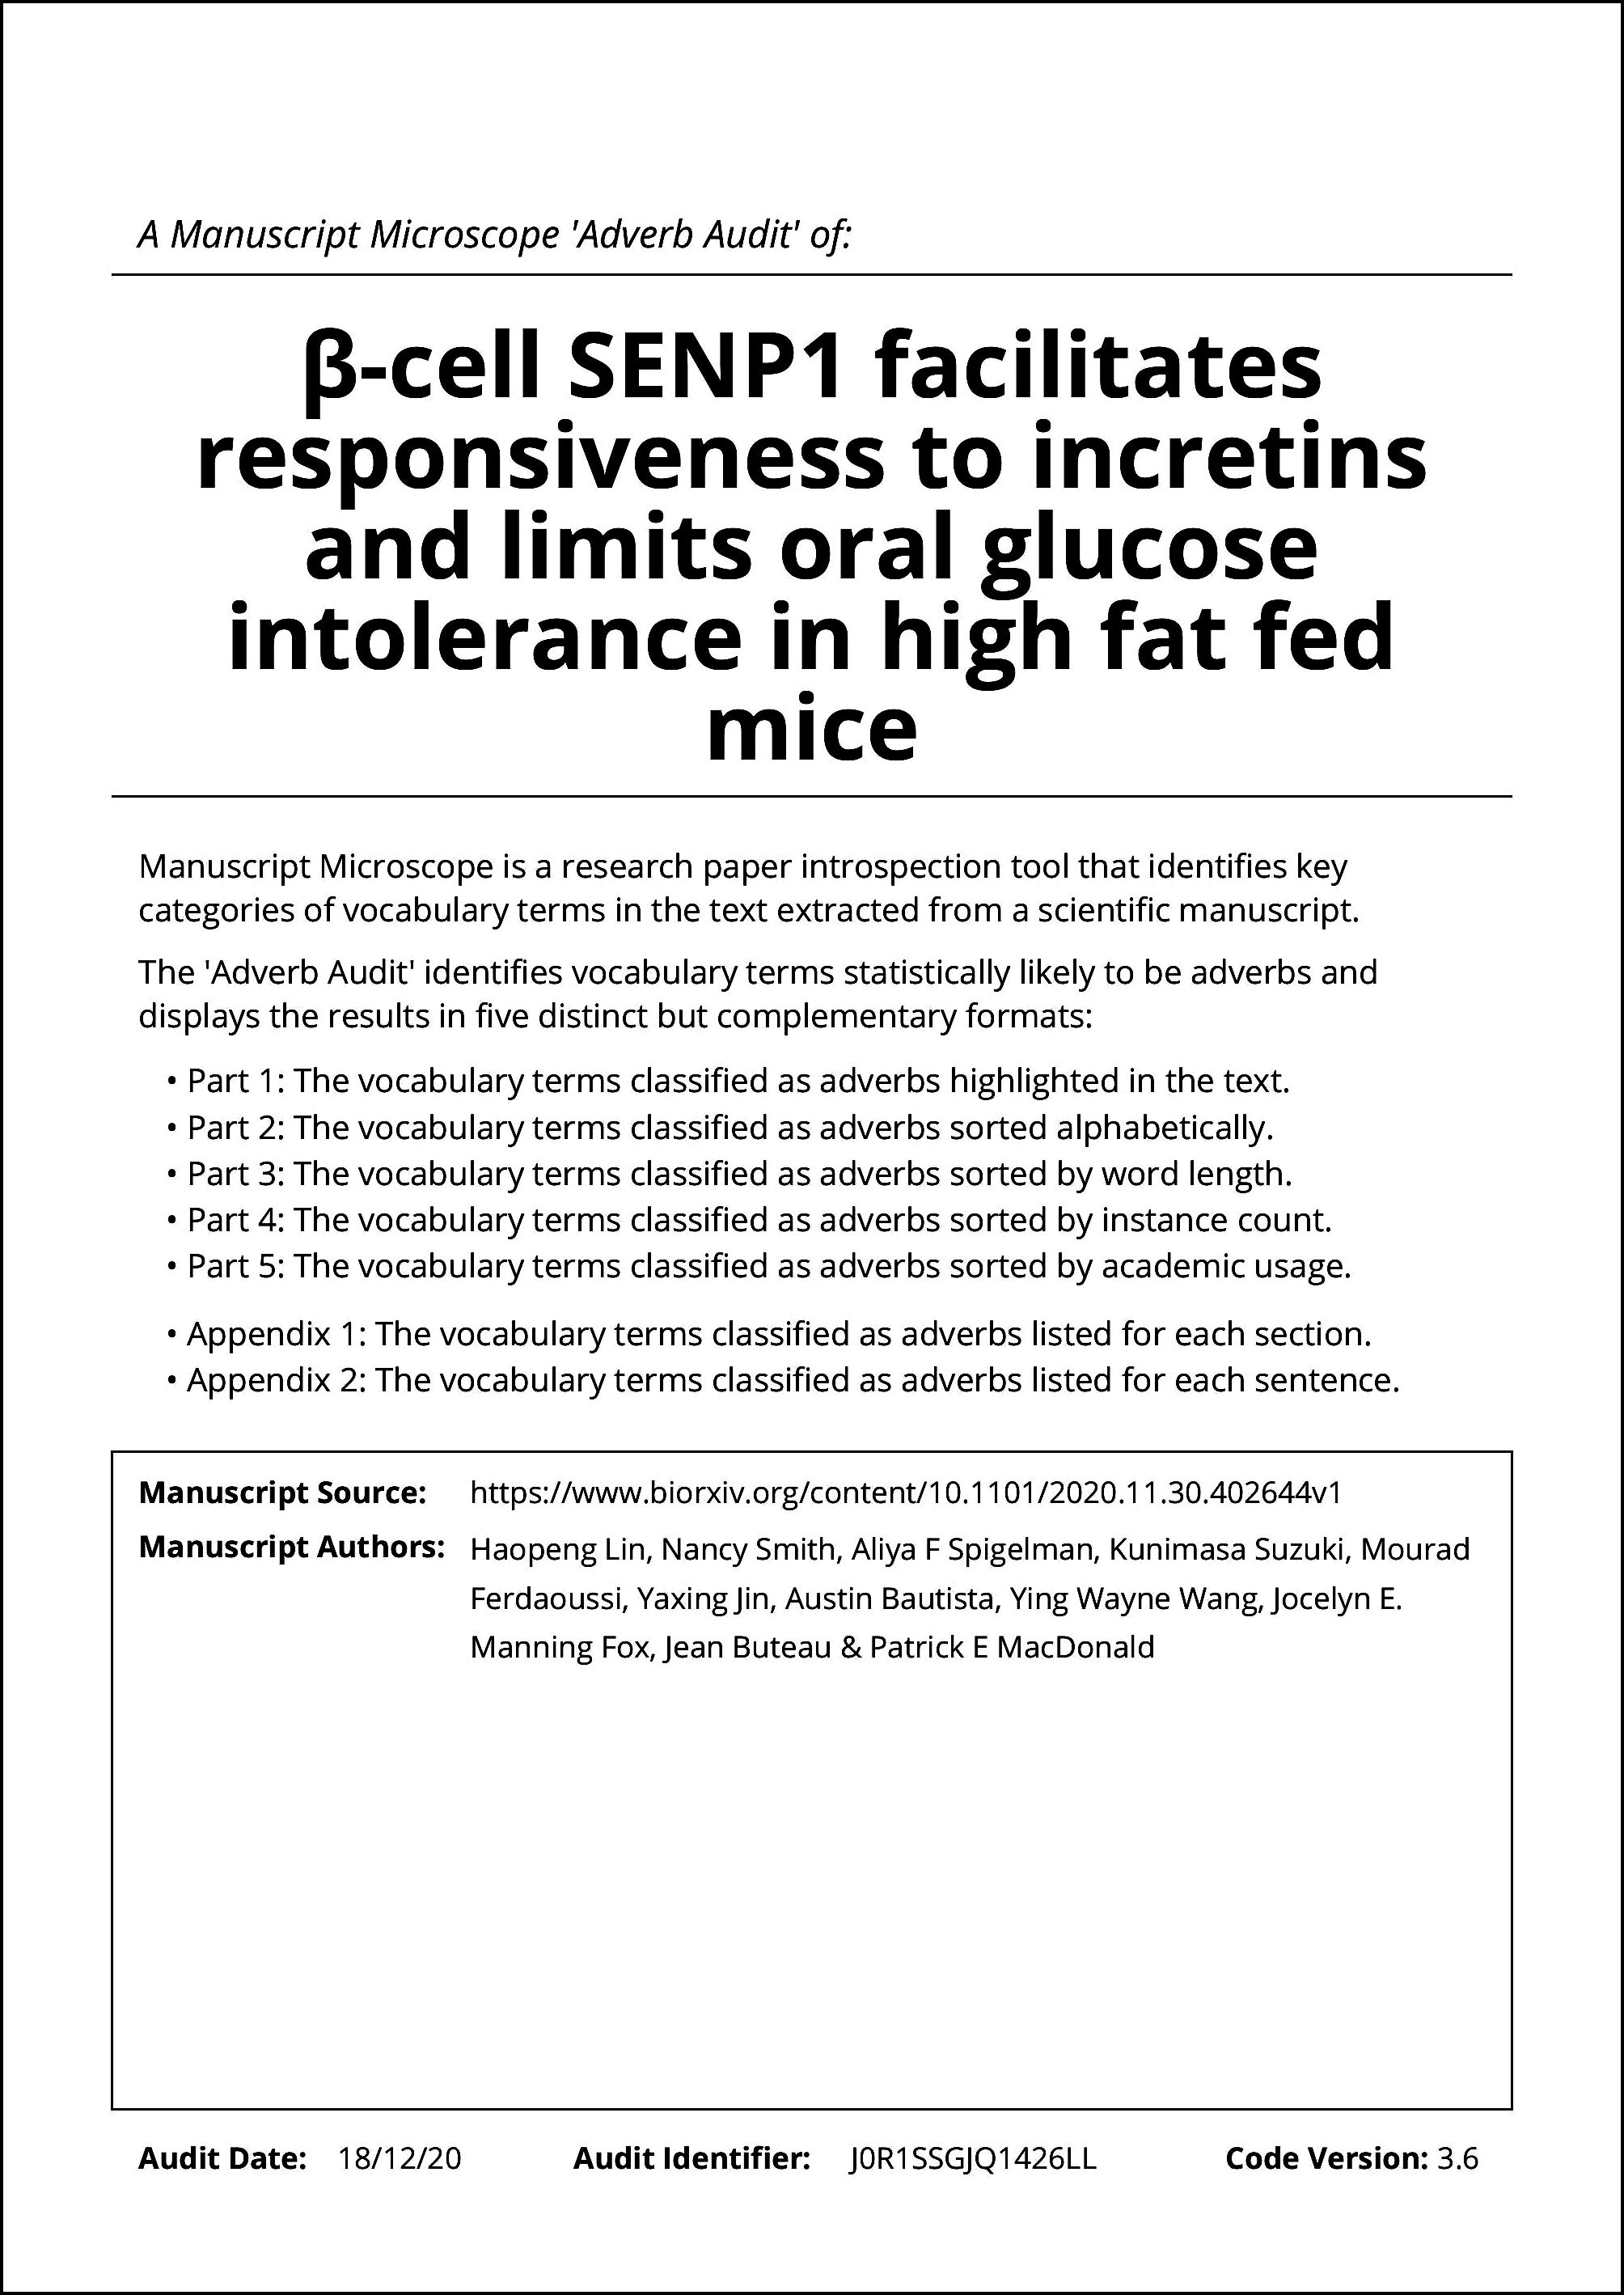 A Manuscript Microscope 'Adverb Audit' of:
β-cell SENP1 facilitates
responsiveness to incretins
and limits oral glucose
intolerance in high fat fed
mice
Manuscript Microscope is a research paper introspection tool that identifies key
categories of vocabulary terms in the text extracted from a scientific manuscript.
The 'Adverb Audit' identifies vocabulary terms statistically likely to be adverbs and
displays the results in five distinct but complementary formats:
• Part 1: The vocabulary terms classified as adverbs highlighted in the text.
• Part 2: The vocabulary terms classified as adverbs sorted alphabetically.
• Part 3: The vocabulary terms classified as adverbs sorted by word length.
• Part 4: The vocabulary terms classified as adverbs sorted by instance count.
• Part 5: The vocabulary terms classified as adverbs sorted by academic usage.
• Appendix 1: The vocabulary terms classified as adverbs listed for each section.
• Appendix 2: The vocabulary terms classified as adverbs listed for each sentence.
Manuscript Source: https://www.biorxiv.org/content/10.1101/2020.11.30.402644v1
Manuscript Authors: Haopeng Lin, Nancy Smith, Aliya F Spigelman, Kunimasa Suzuki, Mourad
Ferdaoussi, Yaxing Jin, Austin Bautista, Ying Wayne Wang, Jocelyn E.
Manning Fox, Jean Buteau & Patrick E MacDonald
Audit Date: 18/12/20 Audit Identifier: J0R1SSGJQ1426LL Code Version: 3.6